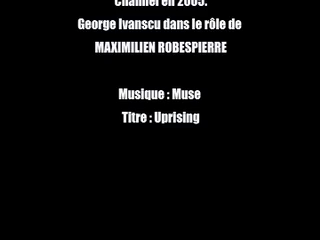 Channel en 2005.
George Ivanscu dans le rôle de
MAXIMILIEN ROBESPIERRE
Musique : Muse
Titre : Uprising